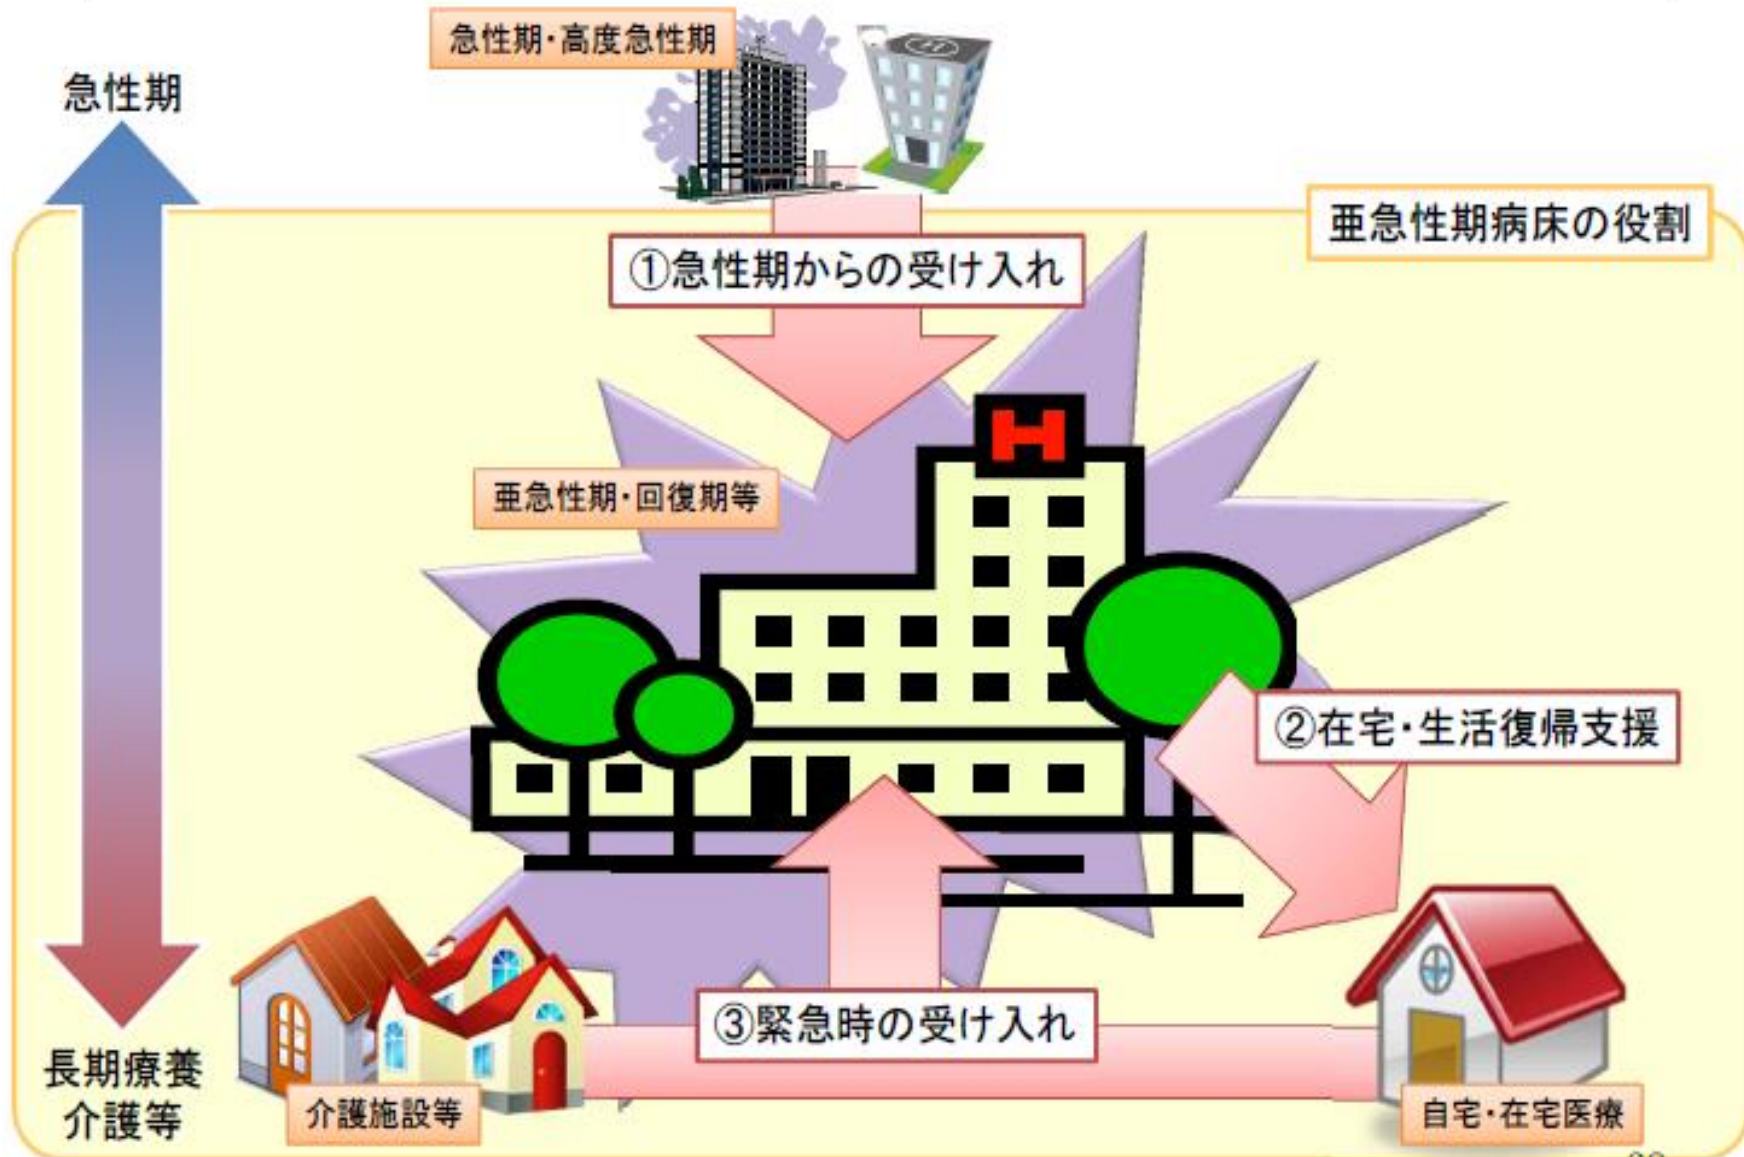 急性期・高度急性期
急性期
亜急性期病床の役割
①急性期からの受け入れ
H
亜急性期・回復期等
②在宅・生活復帰支援
③緊急時の受け入れ
長期療養
介護等
介護施設等
自宅・在宅医療